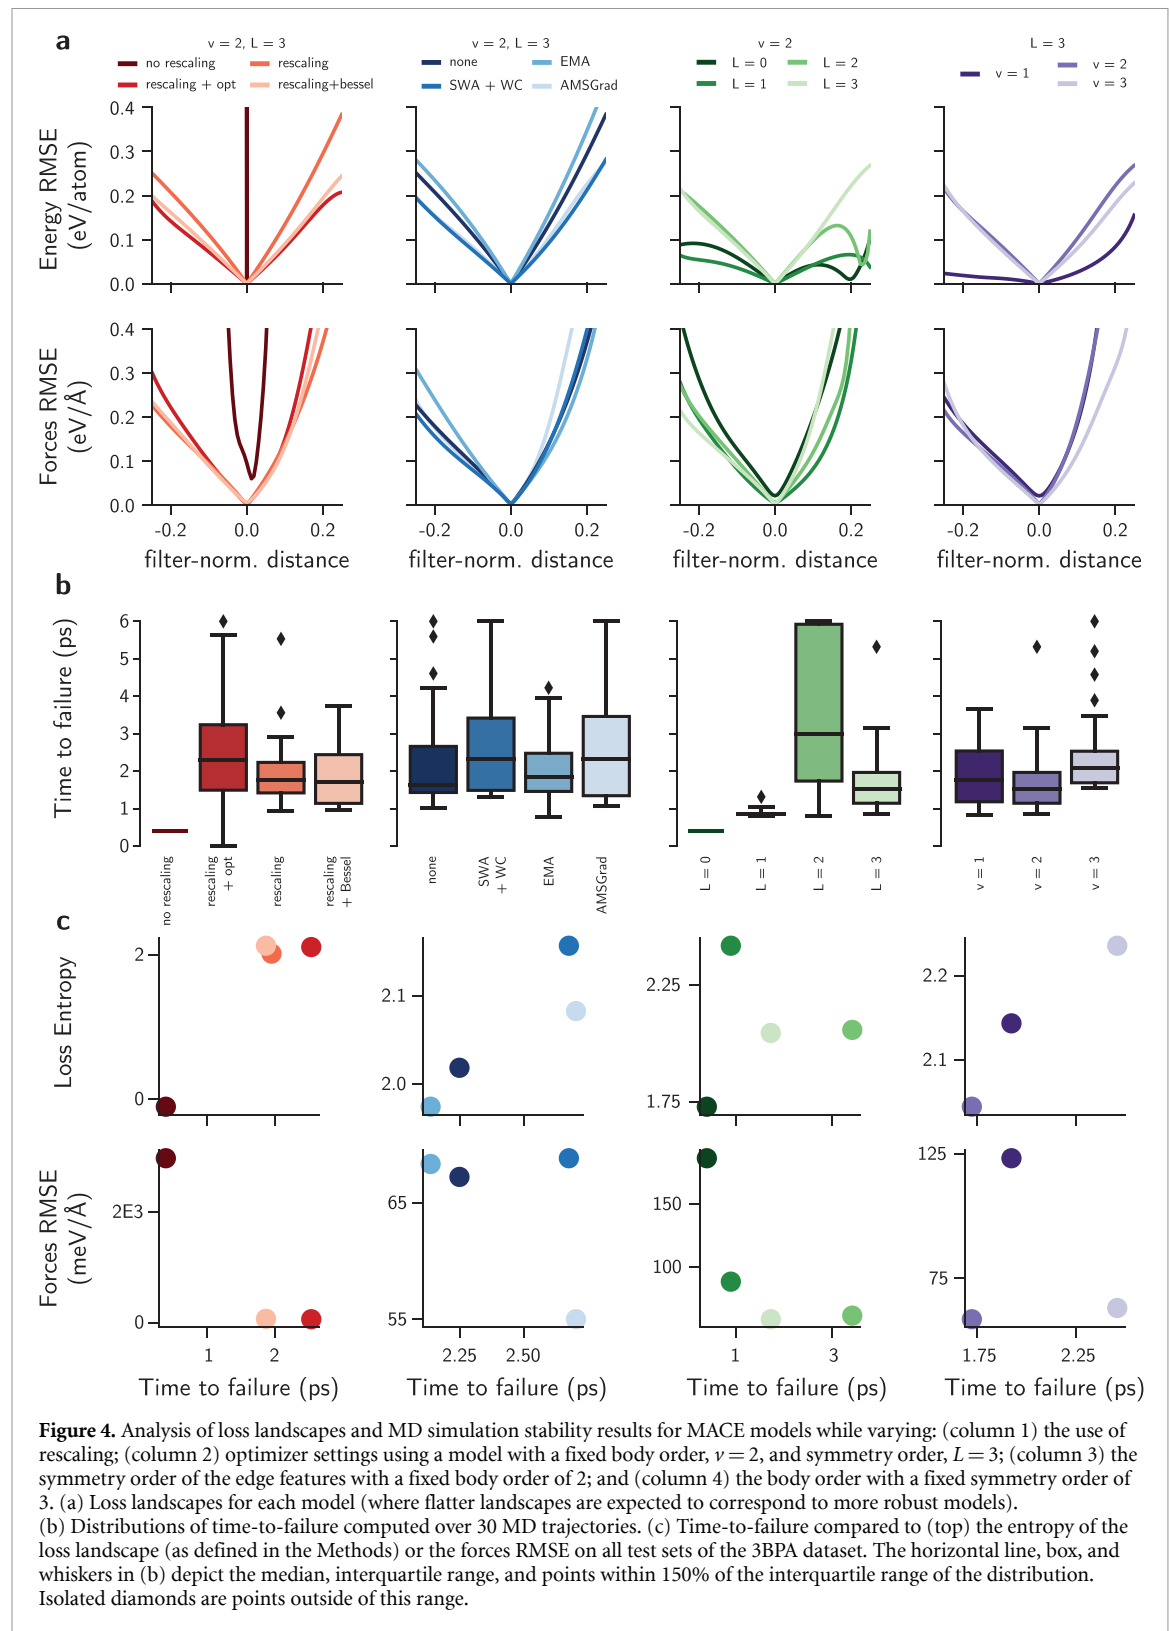 a
v = 2, L = 3
no rescaling
rescaling
rescaling + opt
rescaling+bessel
v = 2, L = 3
none
EMA
SWA + WC
AMSGrad
v = 2
L = 0
L = 2
L = 1
L = 3
L = 3
v = 1
v = 2
v = 3
Energy RMSE
(eV/atom)
0.4
0.3
0.2
0.1
0.0
Forces RMSE
(eV/Å)
0.4
0.3
0.2
0.1
0.0
-0.2 0.0 0.2
-0.2 0.0 0.2
-0.2 0.0 0.2
-0.2 0.0 0.2
filter-norm. distance
filter-norm. distance
filter-norm. distance
filter-norm. distance
b
Time to failure (ps)
6
5
4
3
2
1
0
no rescaling
rescaling
+ opt
rescaling
rescaling
+ Bessel
none
SWA
+ WC
EMA
AMSGrad
L = 0
L = 1
L = 2
L = 3
v = 1
v = 2
v = 3
c
Loss Entropy
2
0
2.1
2.0
2.25
1.75
2.2
2.1
Forces RMSE
(meV/Å)
2E3
0
65
55
150
100
125
75
1 2
2.25 2.50
1 3
1.75 2.25
Time to failure (ps)
Time to failure (ps)
Time to failure (ps)
Time to failure (ps)
Figure 4. Analysis of loss landscapes and MD simulation stability results for MACE models while varying: (column 1) the use of
rescaling; (column 2) optimizer settings using a model with a fixed body order, ν = 2, and symmetry order, L = 3; (column 3) the
symmetry order of the edge features with a fixed body order of 2; and (column 4) the body order with a fixed symmetry order of
3. (a) Loss landscapes for each model (where flatter landscapes are expected to correspond to more robust models).
(b) Distributions of time-to-failure computed over 30 MD trajectories. (c) Time-to-failure compared to (top) the entropy of the
loss landscape (as defined in the Methods) or the forces RMSE on all test sets of the 3BPA dataset. The horizontal line, box, and
whiskers in (b) depict the median, interquartile range, and points within 150% of the interquartile range of the distribution.
Isolated diamonds are points outside of this range.